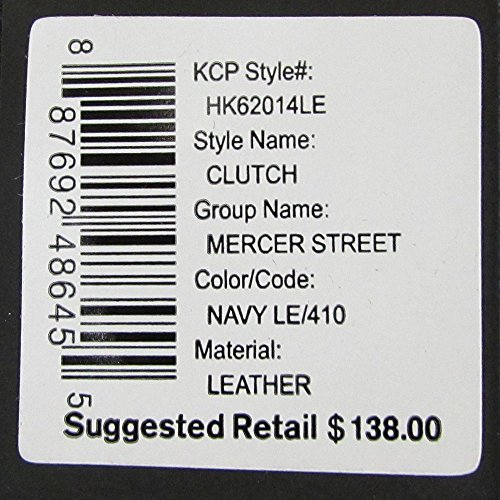 8 87692 48645 5
KCP Style#:
HK62014LE
Style Name:
CLUTCH
Group Name:
MERCER STREET
Color/Code:
NAVY LE/410
Material:
LEATHER
Suggested Retail $138.00